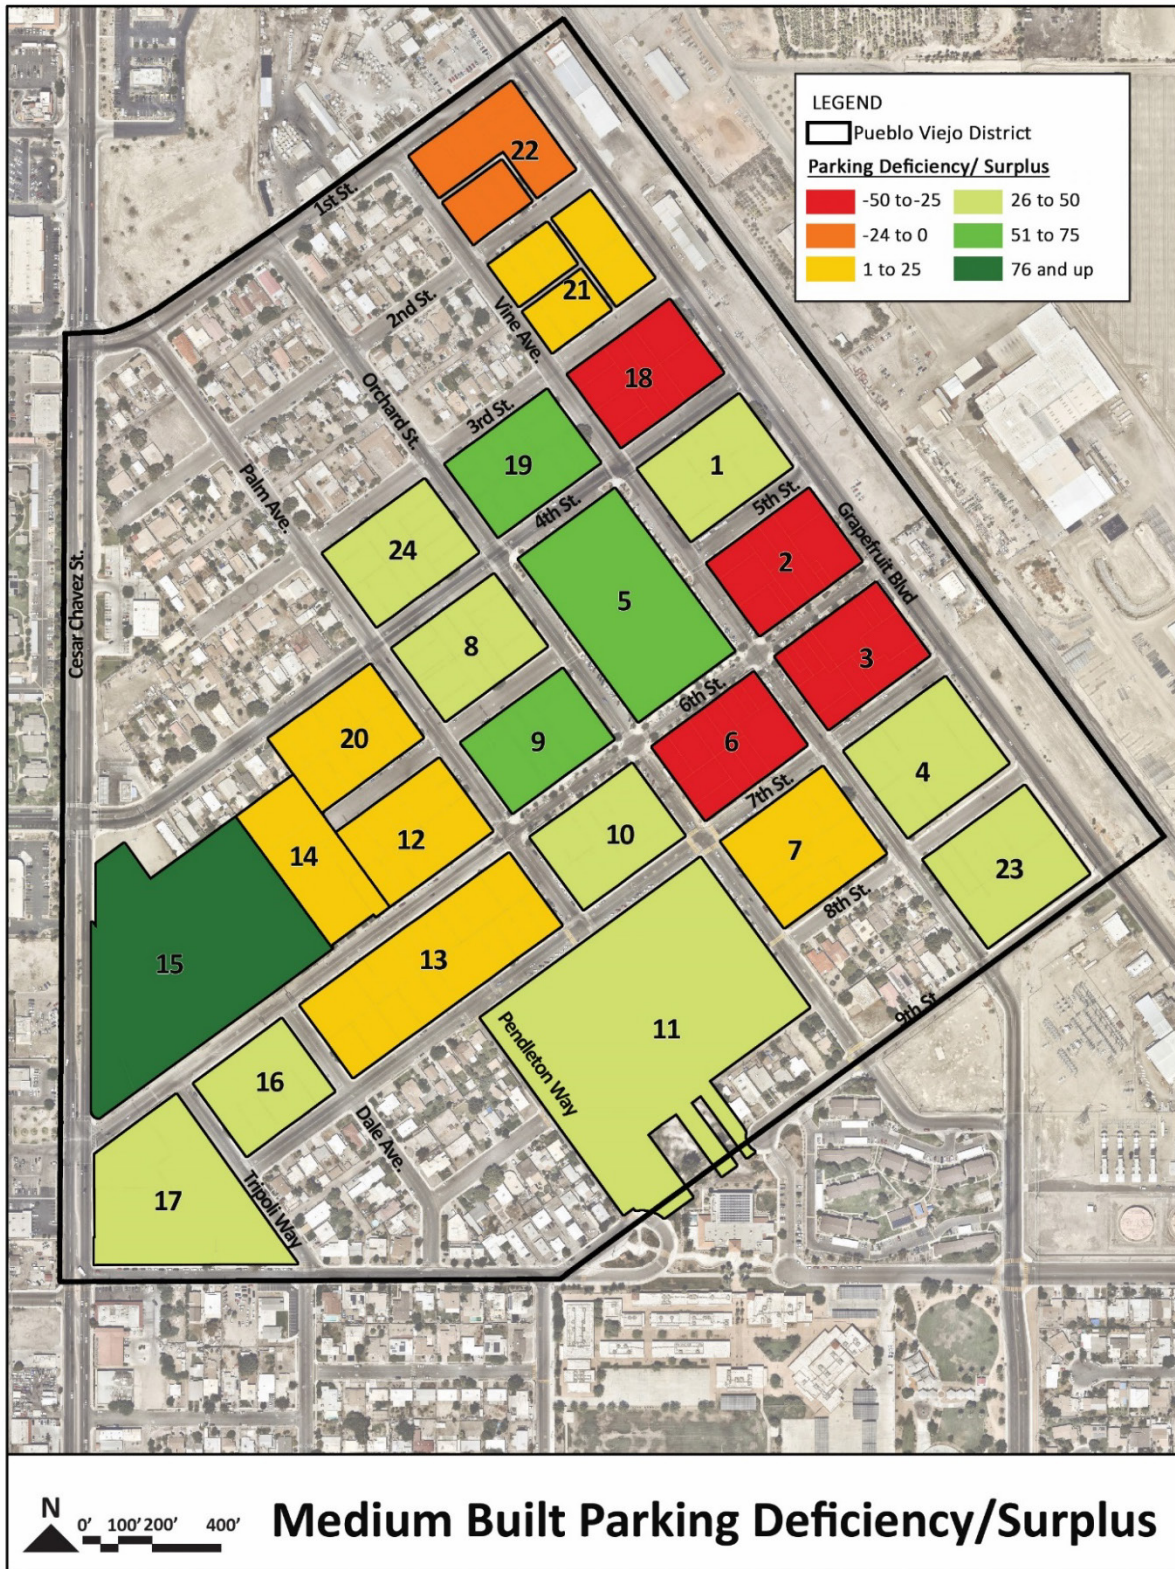 LEGEND
Pueblo Viejo District
Parking Deficiency/ Surplus
-50 to-25
26 to 50
-24 to 0
51 to 75
1 to 25
76 and up
22
1st St.
21
2nd St.
Vine Ave.
18
3rd St.
Orchard St.
19
1
Palm Ave.
4th St.
5th St.
Grapefruit Blvd
24
2
Cesar Chavez St.
5
8
3
6th St.
20
9
6
4
7th St.
10
12
14
7
23
8th St.
15
13
9th St.
11
Pendleton Way
16
Dale Ave.
17
Tripoli Way
N
0' 100'200' 400'
Medium Built Parking Deficiency/Surplus